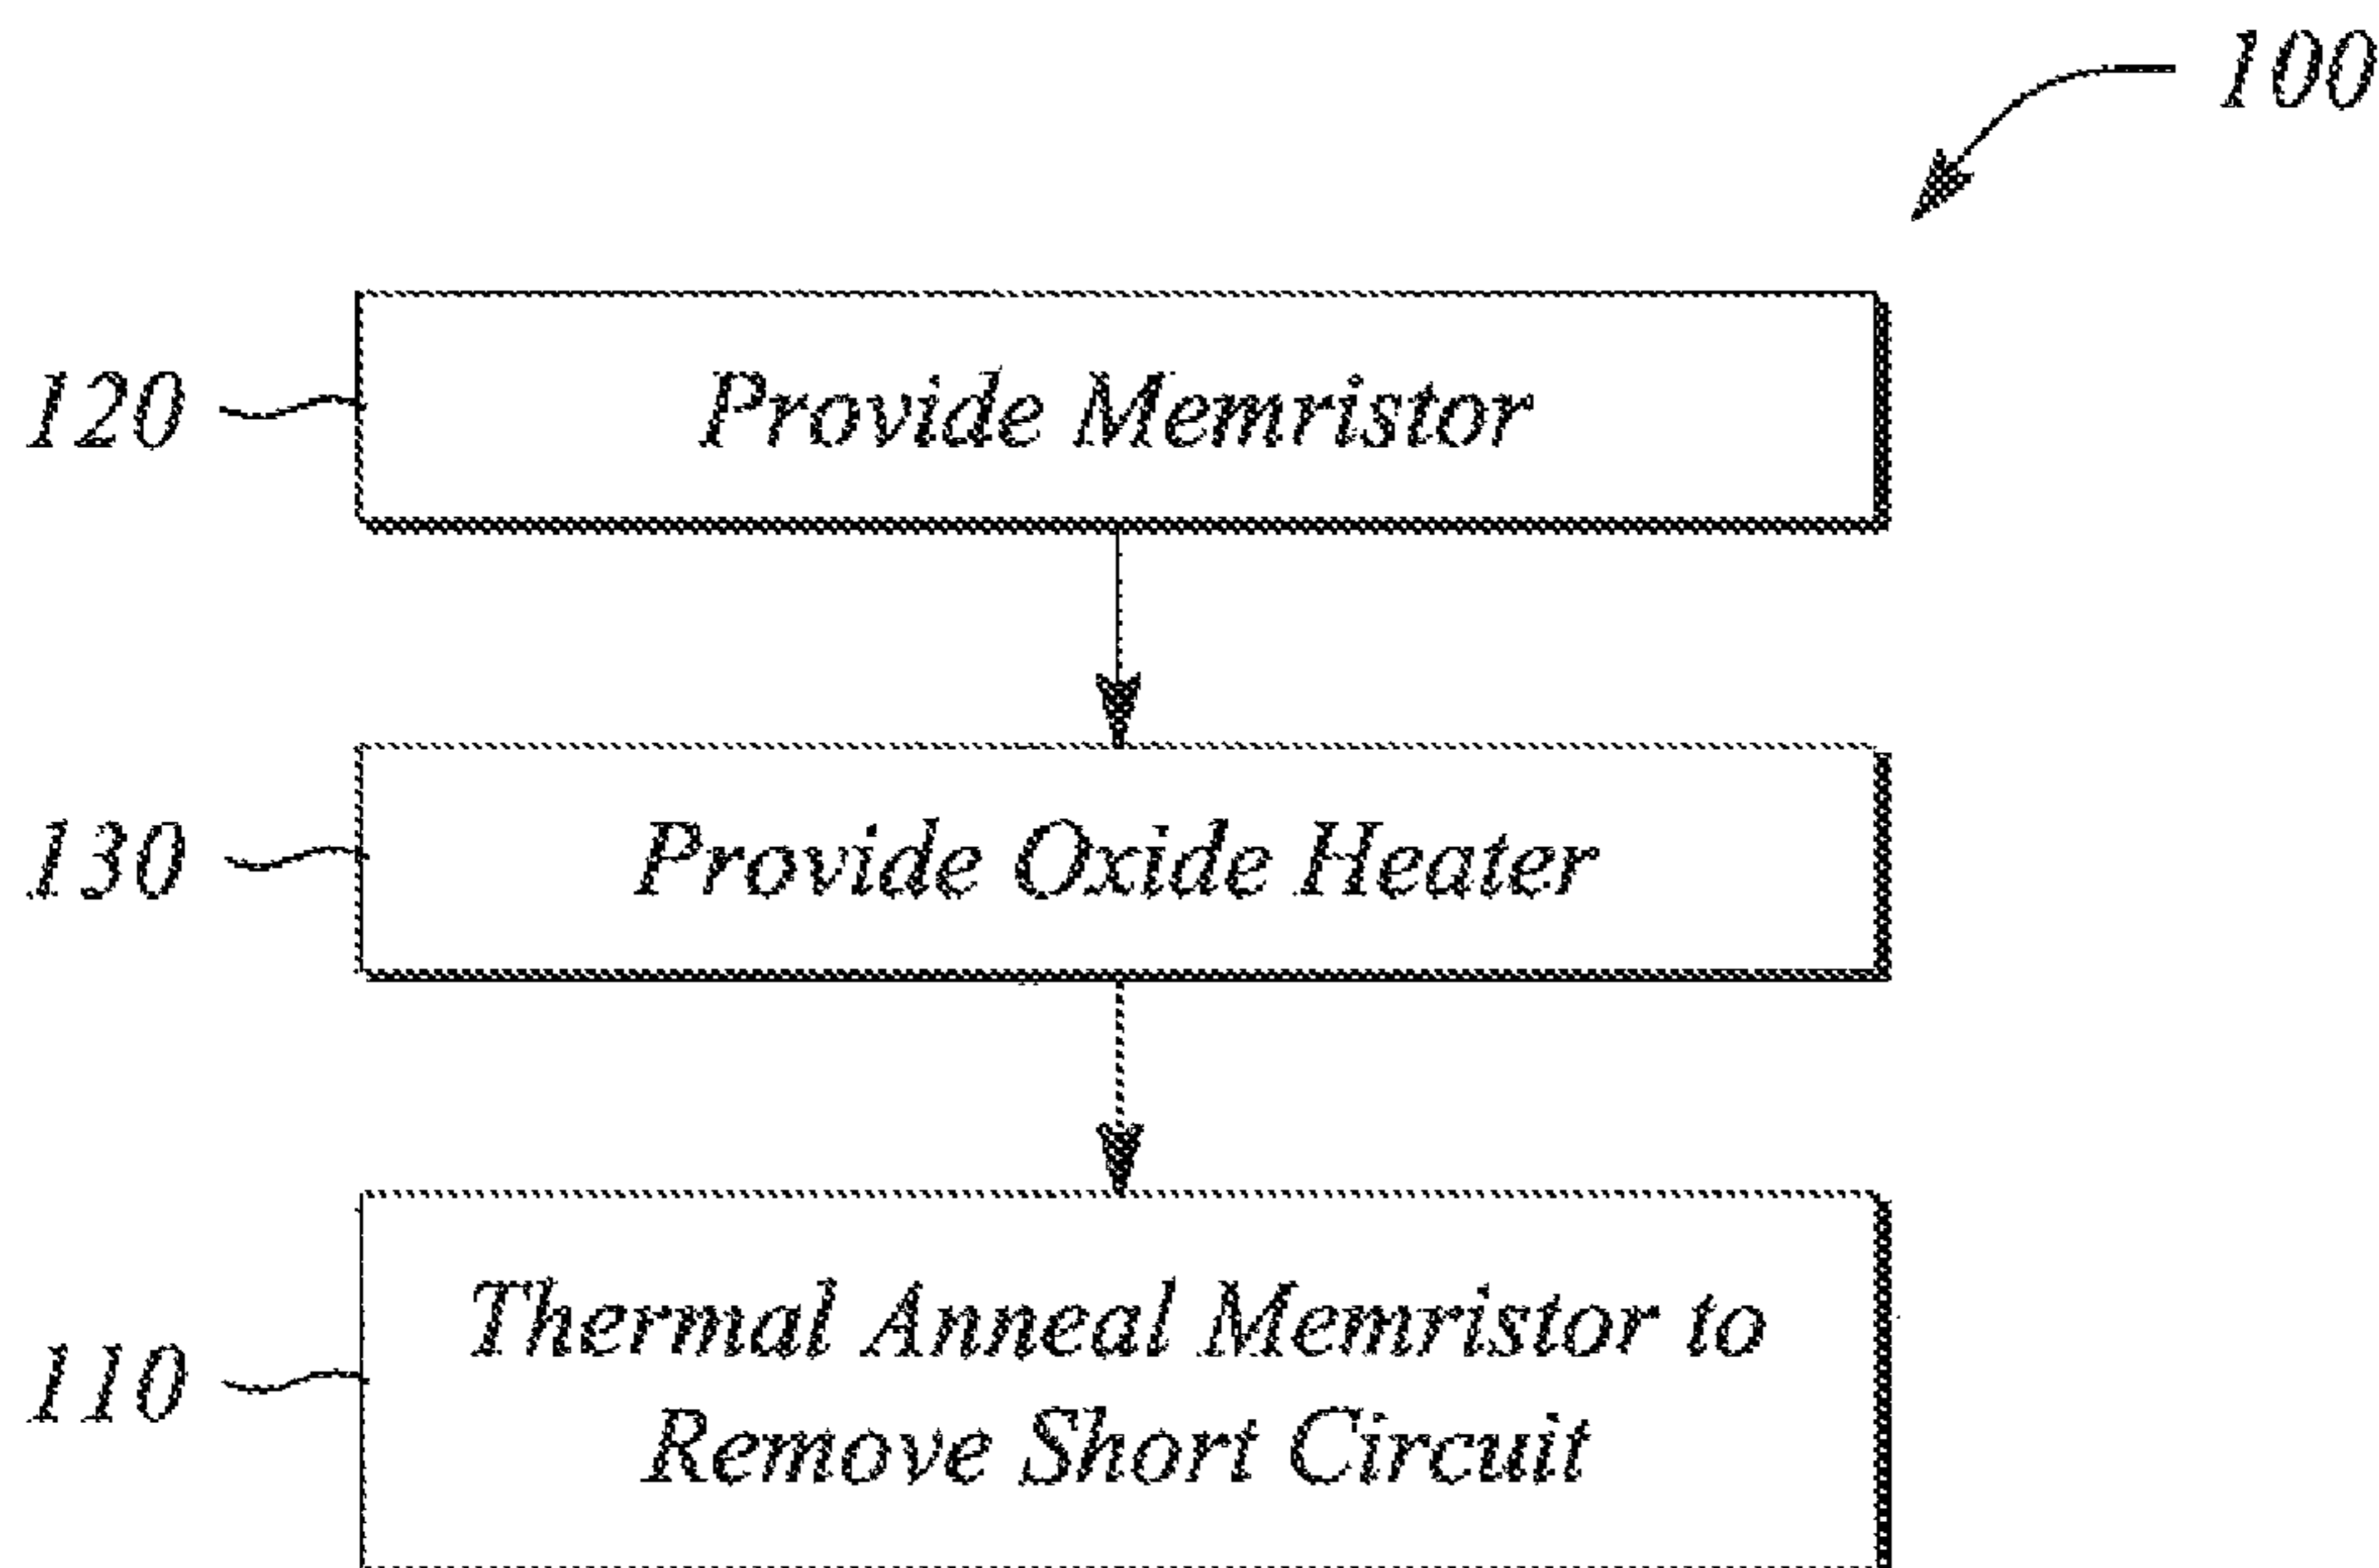 100
120
Provide Memristor
130
Provide Oxide Heater
110
Thermal Anneal Memristor to
Remove Short Circuit